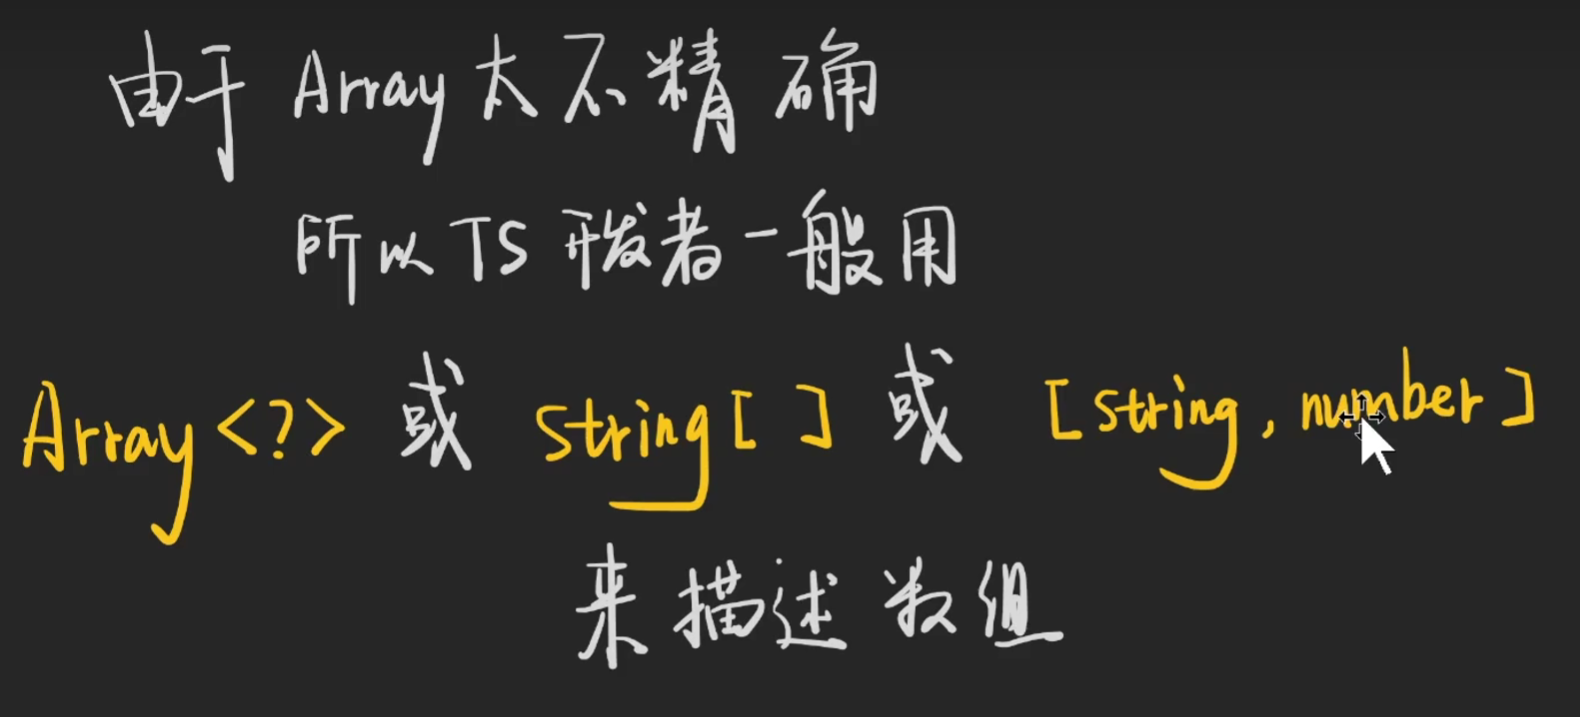 由于 Array 太不精确
所以 TS 开发者一般用
Array <?> 或 string [ ] 或 [ string , number ]
来描述数组